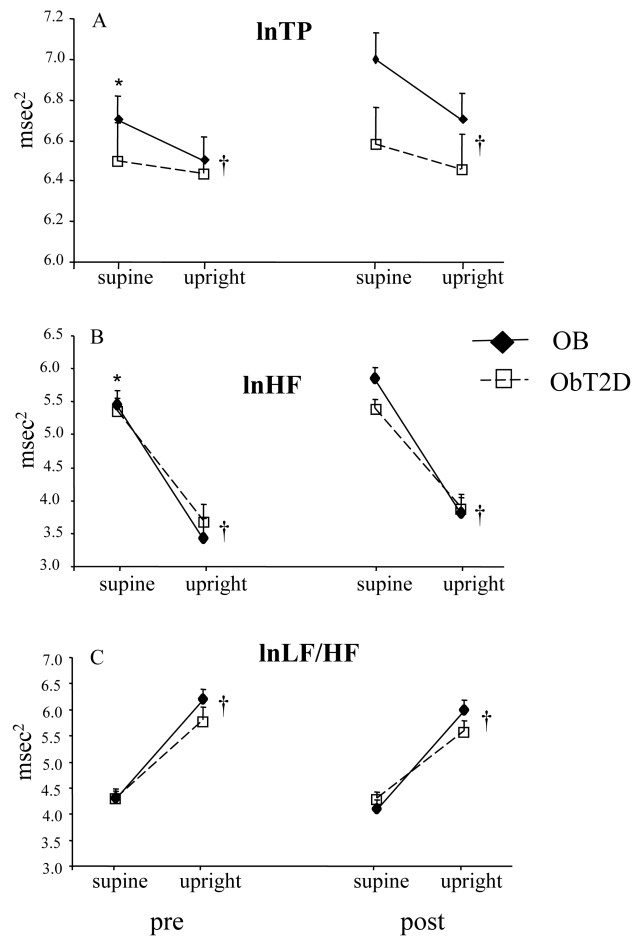 A
lnTP
msec²
7.2
7.0
6.8
6.6
6.4
6.2
6.0
*
†
†
supine upright supine upright
B
lnHF
msec²
6.5
6.0
5.5
5.0
4.5
4.0
3.5
3.0
*
†
†
supine upright supine upright
OB
ObT2D
C
lnLF/HF
msec²
7.0
6.5
6.0
5.5
5.0
4.5
4.0
8.5
3.0
†
†
supine upright supine upright
pre post